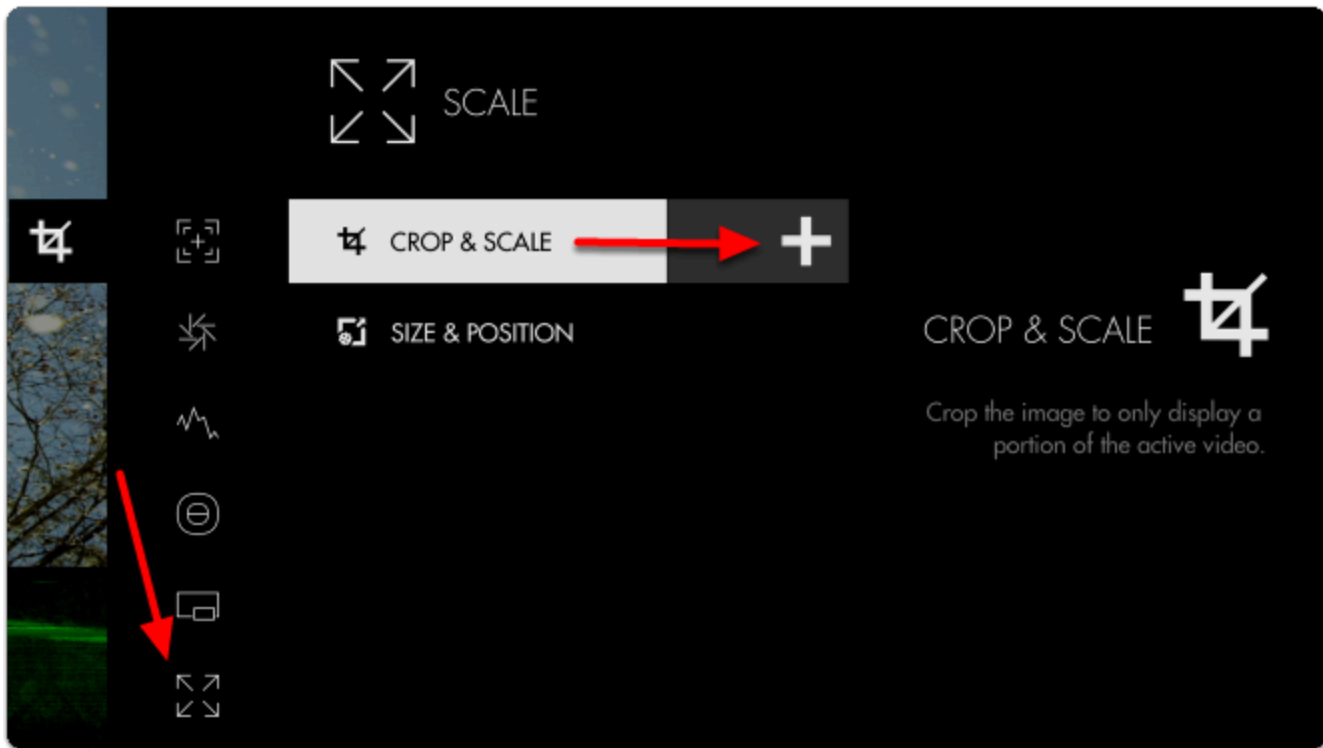 SCALE
CROP & SCALE
SIZE & POSITION
CROP & SCALE
Crop the image to only display a
portion of the active video.